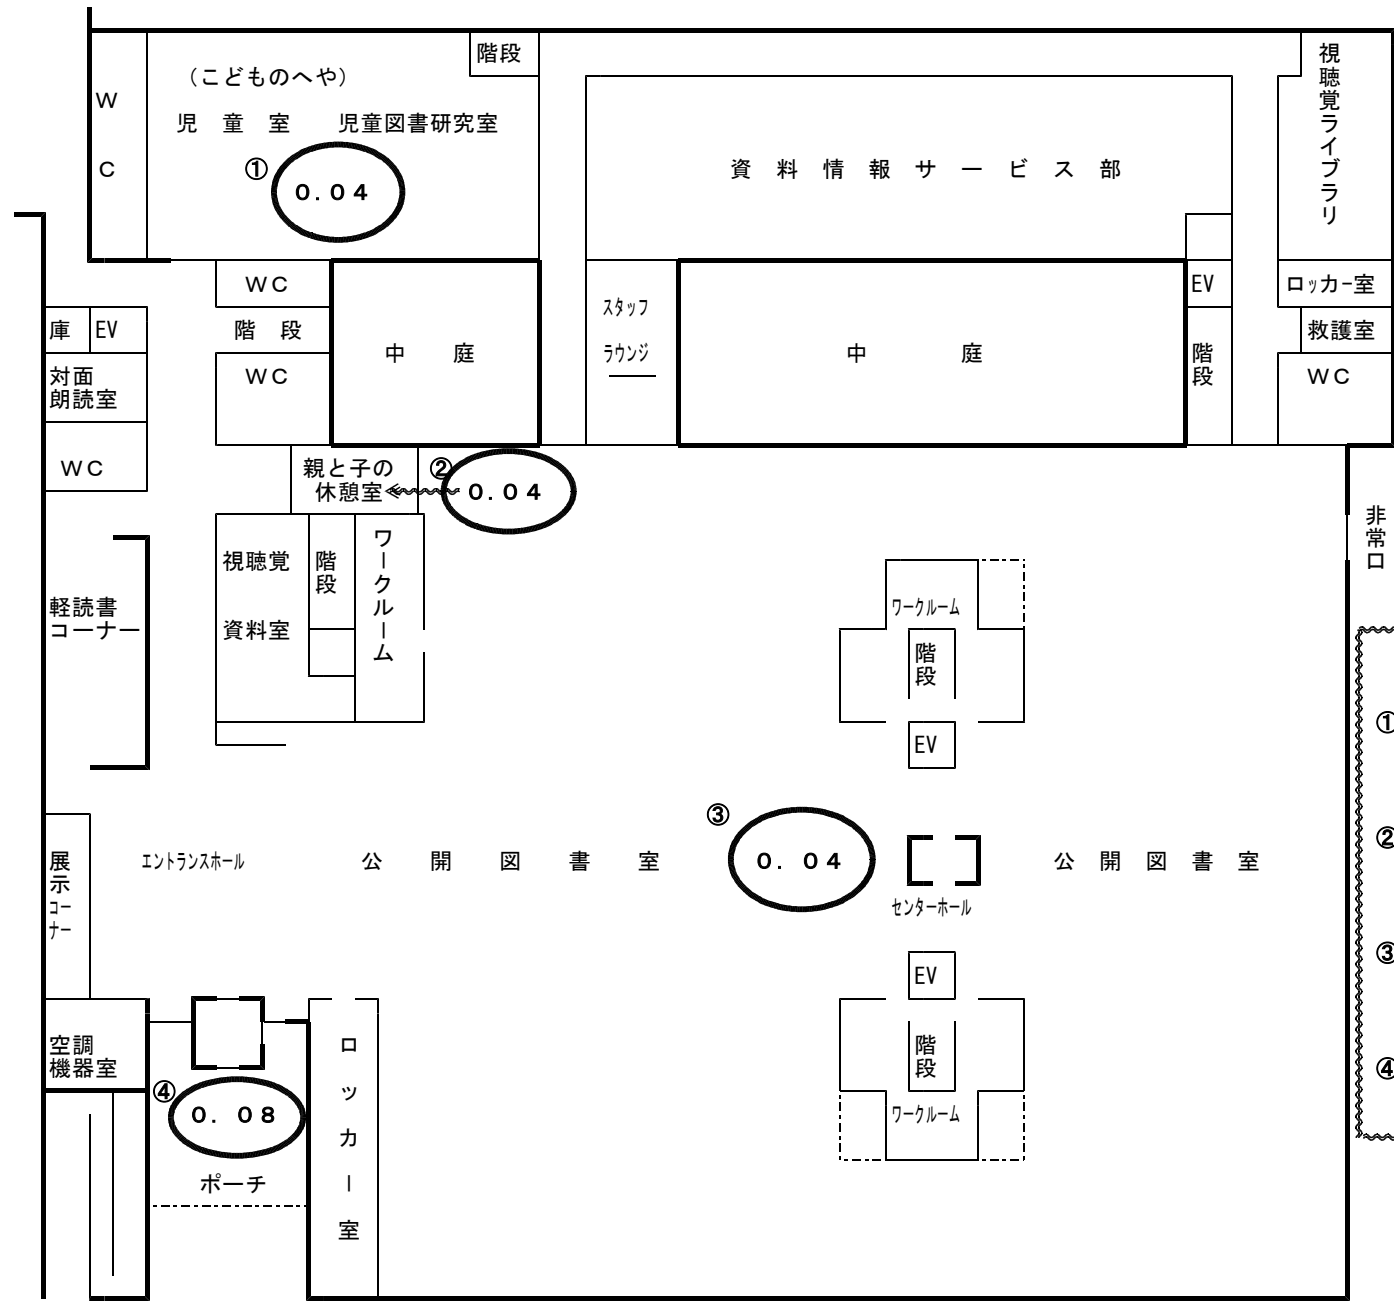 階段
視聴覚ライブラリ
（こどものへや）
Ｗ
Ｃ
児　童　室　　児童図書研究室
①
0.04
資　料　情　報　サ　ー　ビ　ス　部
ＷＣ
EV
ロッカー室
スタッフ
ラウンジ
庫
EV
階　段
中　庭
中　　　庭
階段
救護室
対面
朗読室
ＷＣ
ＷＣ
ＷＣ
親と子の
休憩室
②
0.04
非常口
視聴覚
資料室
階段
ワークルーム
軽読書
コーナー
ワークルーム
階段
EV
①
②
③
④
③
0.04
展示コーナー
エントランスホール
公　開　図　書　室
公　開　図　書　室
センターホール
EV
空調
機器室
ロッカー室
階段
④
0.08
ワークルーム
ポーチ